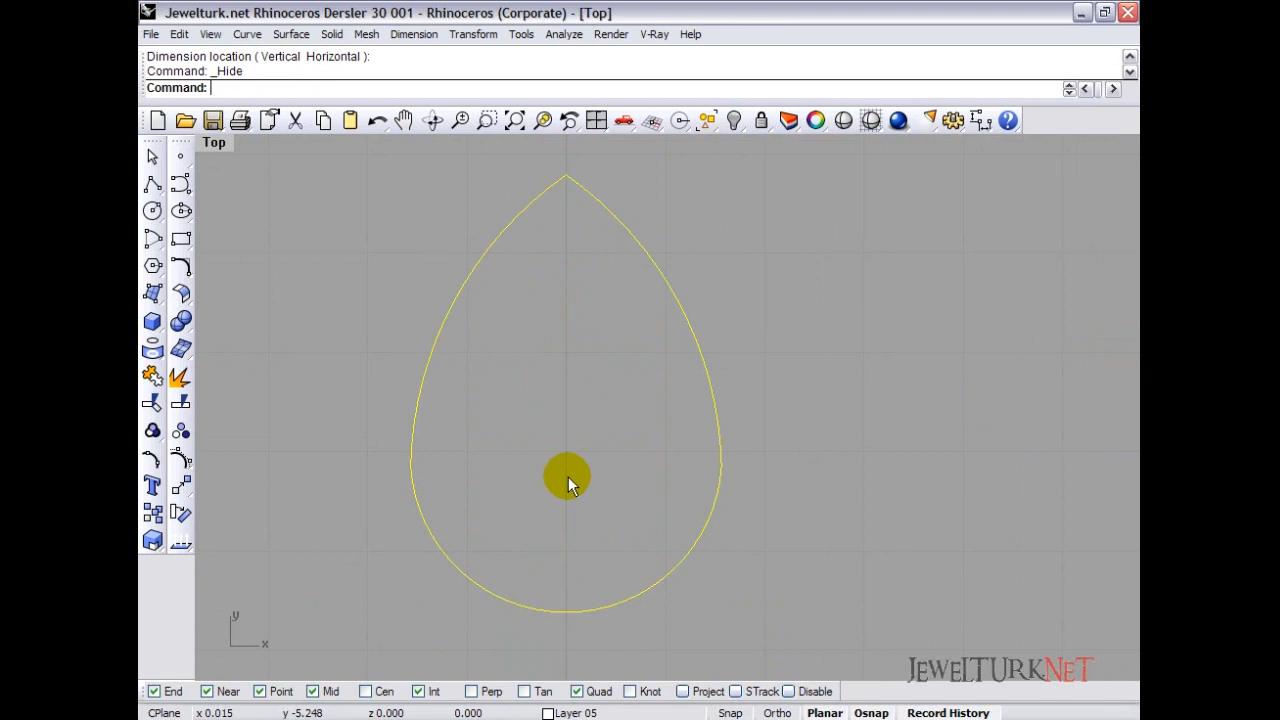 Jewelturk.net Rhinoceros Dersler 30 001 - Rhinoceros (Corporate) - [Top]
File Edit View Curve Surface Solid Mesh Dimension Transform Tools Analyze Render V-Ray Help
Dimension location ( Vertical Horizontal ):
Command: _Hide
Command:
Top
y
x
JEWELTURKNET
End Near Point Mid Cen Int Perp Tan Quad Knot Project STrack Disable
CPlane x 0.015 y -5.248 z 0.000 0.000 Layer 05 Snap Ortho Planar Osnap Record History